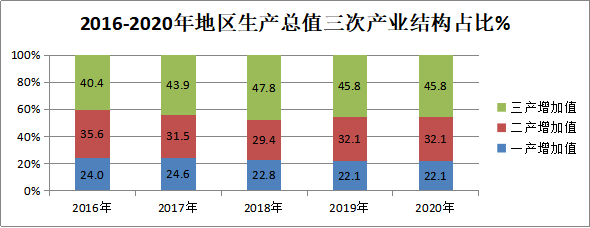 2016-2020年地区生产总值三次产业结构占比%
100%
80%
60%
40%
20%
0%
40.4 43.9 47.8 45.8 45.8
35.6 31.5 29.4 32.1 32.1
24.0 24.6 22.8 22.1 22.1
2016年 2017年 2018年 2019年 2020年
三产增加值
二产增加值
一产增加值